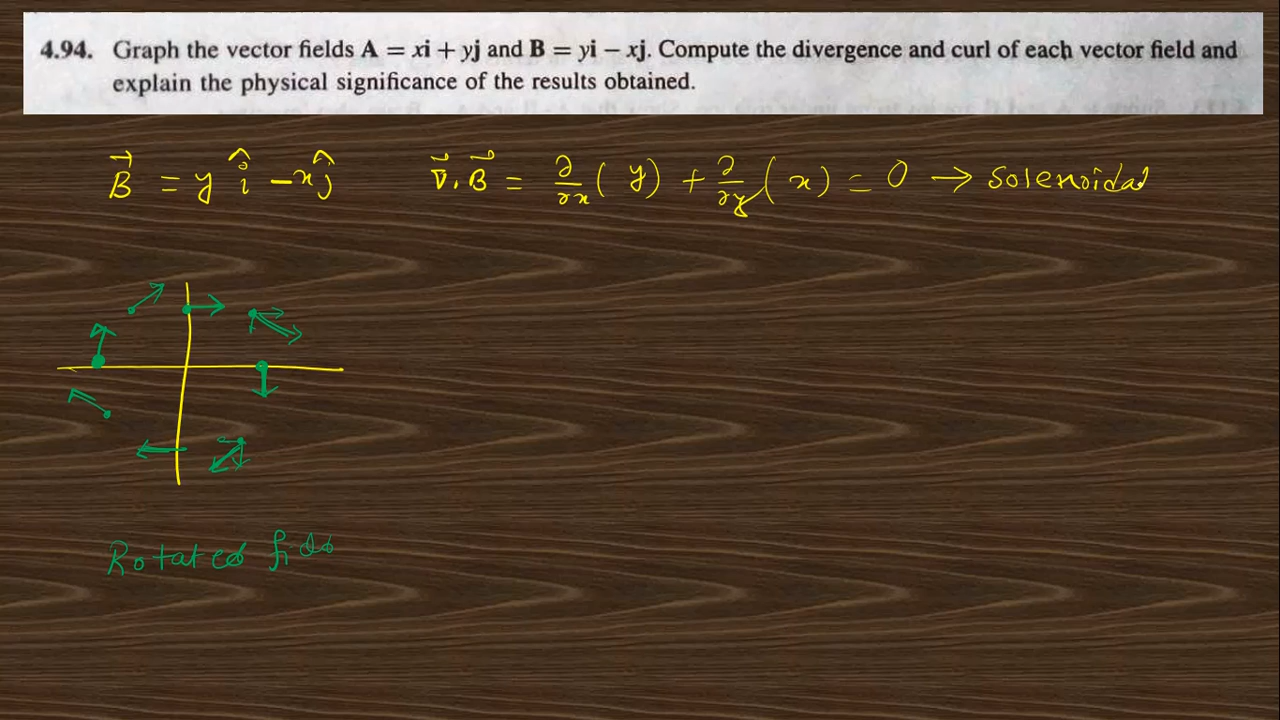 4.94. Graph the vector fields A = xi + yj and B = yi − xj. Compute the divergence and curl of each vector field and
explain the physical significance of the results obtained.
B⃗ = y î − x ĵ ∇⃗ . B⃗ = ∂/∂x ( y ) + ∂/∂y ( x ) = 0 → Solenoidal
Rotated